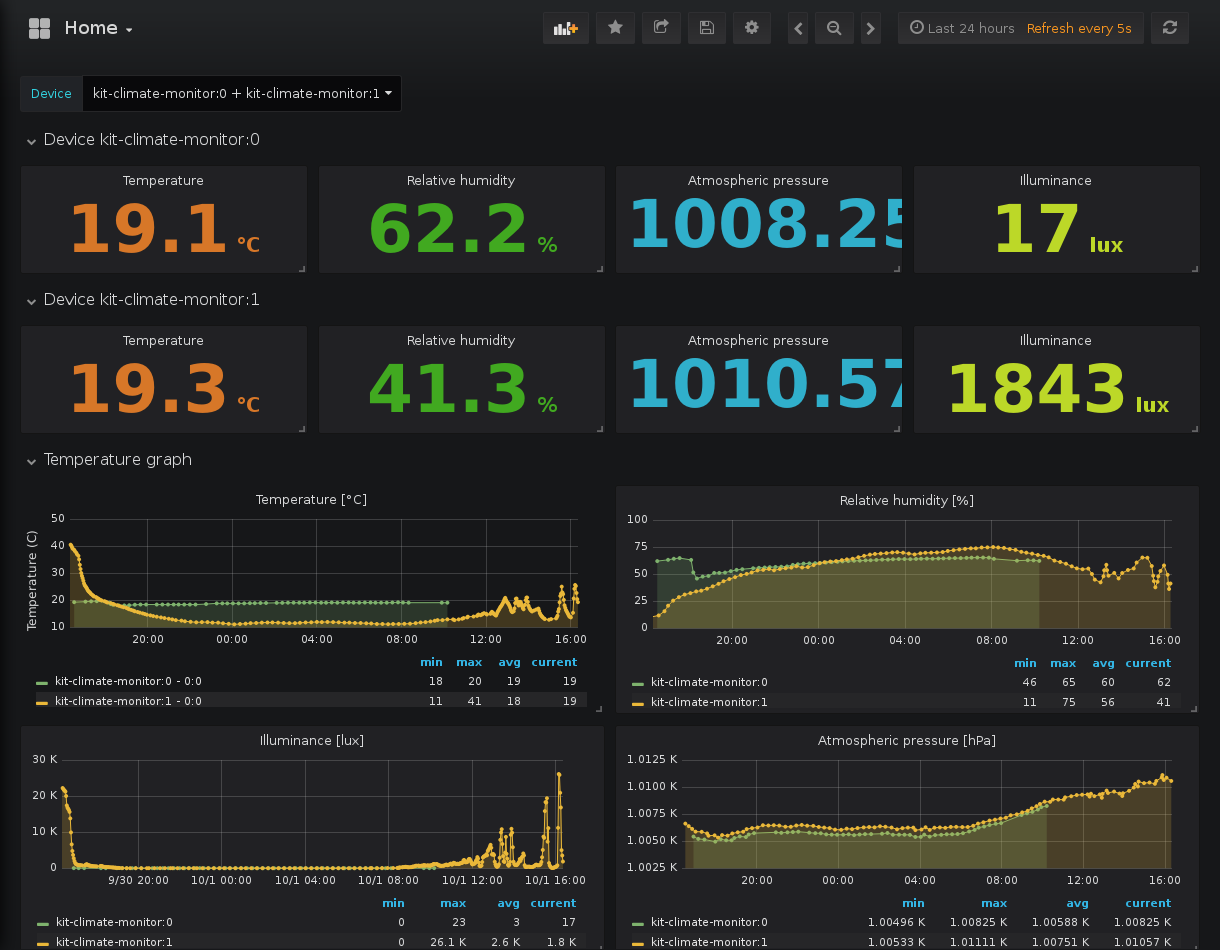 Home
Last 24 hours Refresh every 5s
Device kit-climate-monitor:0 + kit-climate-monitor:1
Device kit-climate-monitor:0
Temperature Relative humidity Atmospheric pressure Illuminance
19.1 °C 62.2 % 1008.25 17 lux
Device kit-climate-monitor:1
Temperature Relative humidity Atmospheric pressure Illuminance
19.3 °C 41.3 % 1010.57 1843 lux
Temperature graph
Temperature [°C]
Temperature (C)
50
40
30
20
10
20:00 00:00 04:00 08:00 12:00 16:00
min max avg current
kit-climate-monitor:0 - 0:0 18 20 19 19
kit-climate-monitor:1 - 0:0 11 41 18 19
Relative humidity [%]
100
75
50
25
0
20:00 00:00 04:00 08:00 12:00 16:00
min max avg current
kit-climate-monitor:0 46 65 60 62
kit-climate-monitor:1 11 75 56 41
Illuminance [lux]
30 K
20 K
10 K
0
9/30 20:00 10/1 00:00 10/1 04:00 10/1 08:00 10/1 12:00 10/1 16:00
min max avg current
kit-climate-monitor:0 0 23 3 17
kit-climate-monitor:1 0 26.1 K 2.6 K 1.8 K
Atmospheric pressure [hPa]
1.0125 K
1.0100 K
1.0075 K
1.0050 K
1.0025 K
20:00 00:00 04:00 08:00 12:00 16:00
min max avg current
kit-climate-monitor:0 1.00496 K 1.00825 K 1.00588 K 1.00825 K
kit-climate-monitor:1 1.00533 K 1.01111 K 1.00751 K 1.01057 K